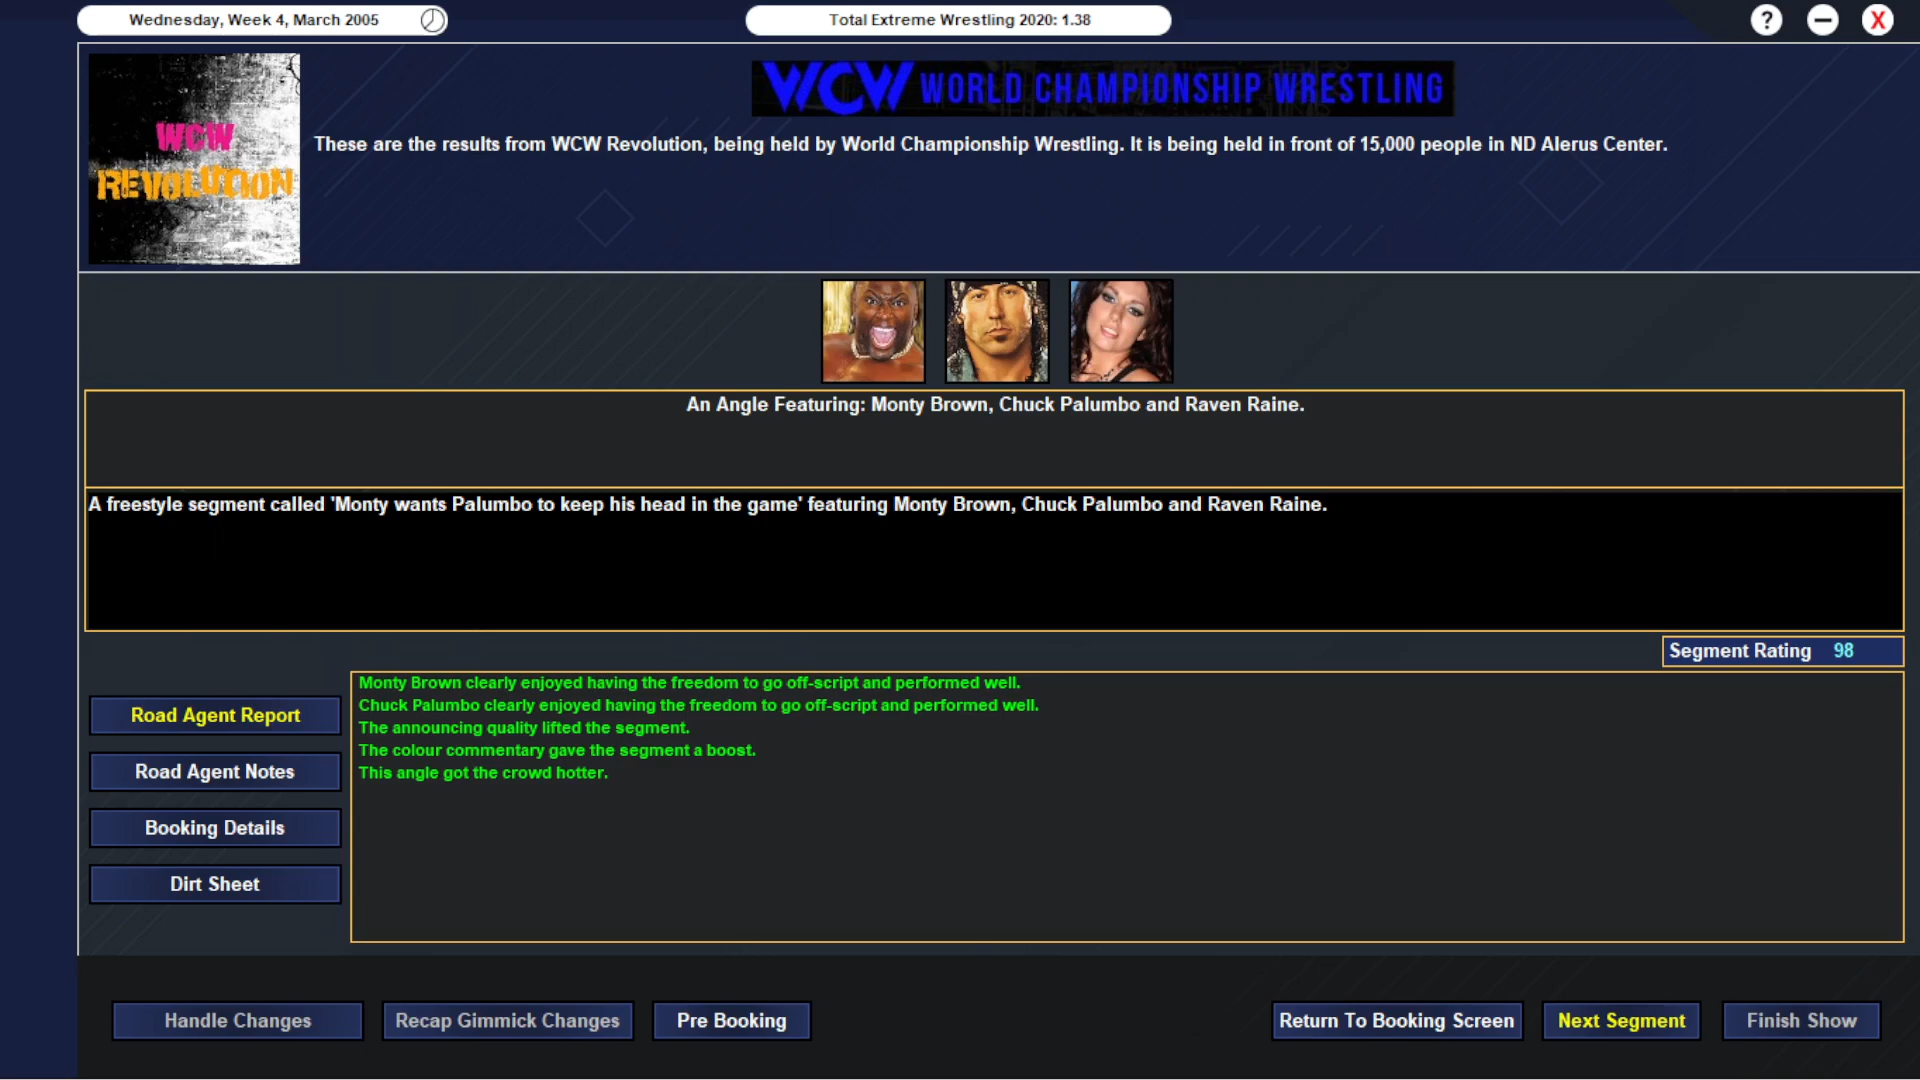 Wednesday, Week 4, March 2005
Total Extreme Wrestling 2020: 1.38
?
X
WCW WORLD CHAMPIONSHIP WRESTLING
WCW
REVOLUTION
These are the results from WCW Revolution, being held by World Championship Wrestling. It is being held in front of 15,000 people in ND Alerus Center.
An Angle Featuring: Monty Brown, Chuck Palumbo and Raven Raine.
A freestyle segment called 'Monty wants Palumbo to keep his head in the game' featuring Monty Brown, Chuck Palumbo and Raven Raine.
Segment Rating 98
Road Agent Report
Road Agent Notes
Booking Details
Dirt Sheet
Monty Brown clearly enjoyed having the freedom to go off-script and performed well.
Chuck Palumbo clearly enjoyed having the freedom to go off-script and performed well.
The announcing quality lifted the segment.
The colour commentary gave the segment a boost.
This angle got the crowd hotter.
Handle Changes
Recap Gimmick Changes
Pre Booking
Return To Booking Screen
Next Segment
Finish Show